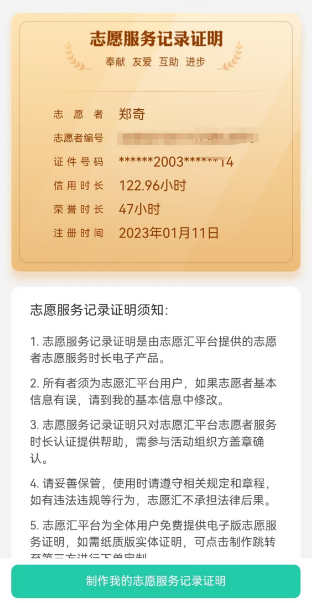 志愿服务记录证明
奉献 友爱 互助 进步
志愿者 郑奇
志愿者编号
证件号码 ******2003******14
信用时长 122.96小时
荣誉时长 47小时
注册时间 2023年01月11日
志愿服务记录证明须知：
1. 志愿服务记录证明是由志愿汇平台提供的志愿
者志愿服务时长电子产品。
2. 所有者须为志愿汇平台用户，如果志愿者基本
信息有误，请到我的基本信息中修改。
3. 志愿服务记录证明只对志愿汇平台志愿者服务
时长认证提供帮助，需参与活动组织方盖章确
认。
4. 请妥善保管，使用时请遵守相关规定和章程，
如有违法违规等行为，志愿汇不承担法律后果。
5. 志愿汇平台为全体用户免费提供电子版志愿服
务证明，如需纸质版实体证明，可点击制作跳转
至第三方进行下单定制
制作我的志愿服务记录证明